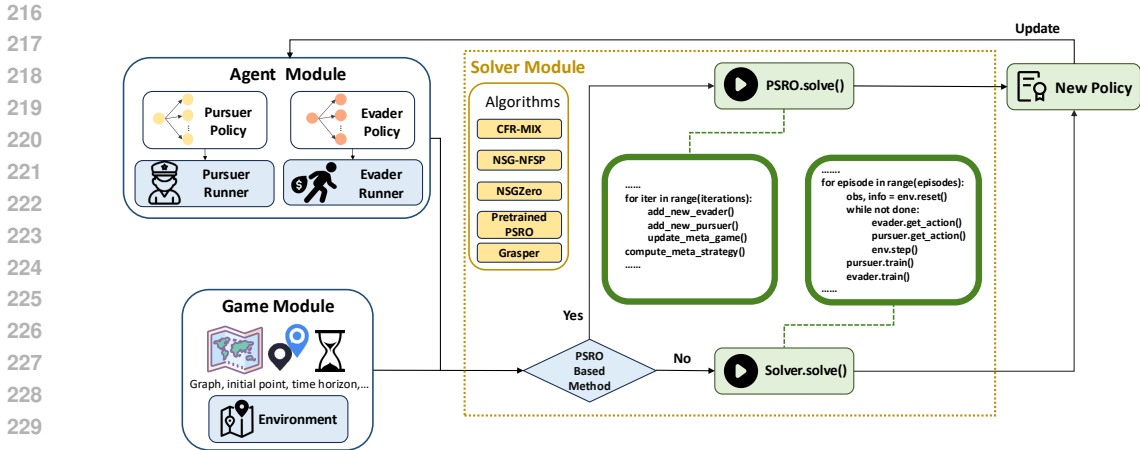 216
217
218
219
220
221
222
223
224
225
226
227
228
229
Update
Agent Module
Pursuer
Policy
Evader
Policy
Pursuer
Runner
$
Evader
Runner
Game Module
Graph, initial point, time horizon,...
Environment
Solver Module
Algorithms
CFR-MIX
NSG-NFSP
NSGZero
Pretrained
PSRO
Grasper
PSRO.solve()
New Policy
......
for iter in range(iterations):
add_new_evader()
add_new_pursuer()
update_meta_game()
compute_meta_strategy()
......
.......
for episode in range(episodes):
obs, info = env.reset()
while not done:
evader.get_action()
pursuer.get_action()
env.step()
pursuer.train()
evader.train()
......
Yes
PSRO
Based
Method
No
Solver.solve()